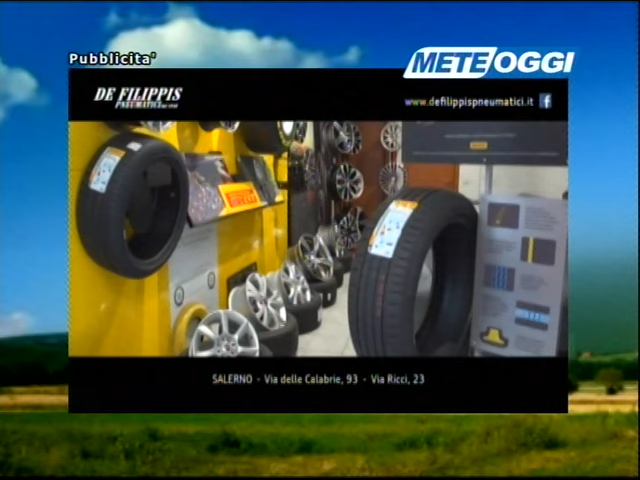 Pubblicita'
METEOGGI
DE FILIPPIS
PNEUMATICI
www.defilippispneumatici.it f
PIRELLI
SALERNO - Via delle Calabrie, 93 - Via Ricci, 23